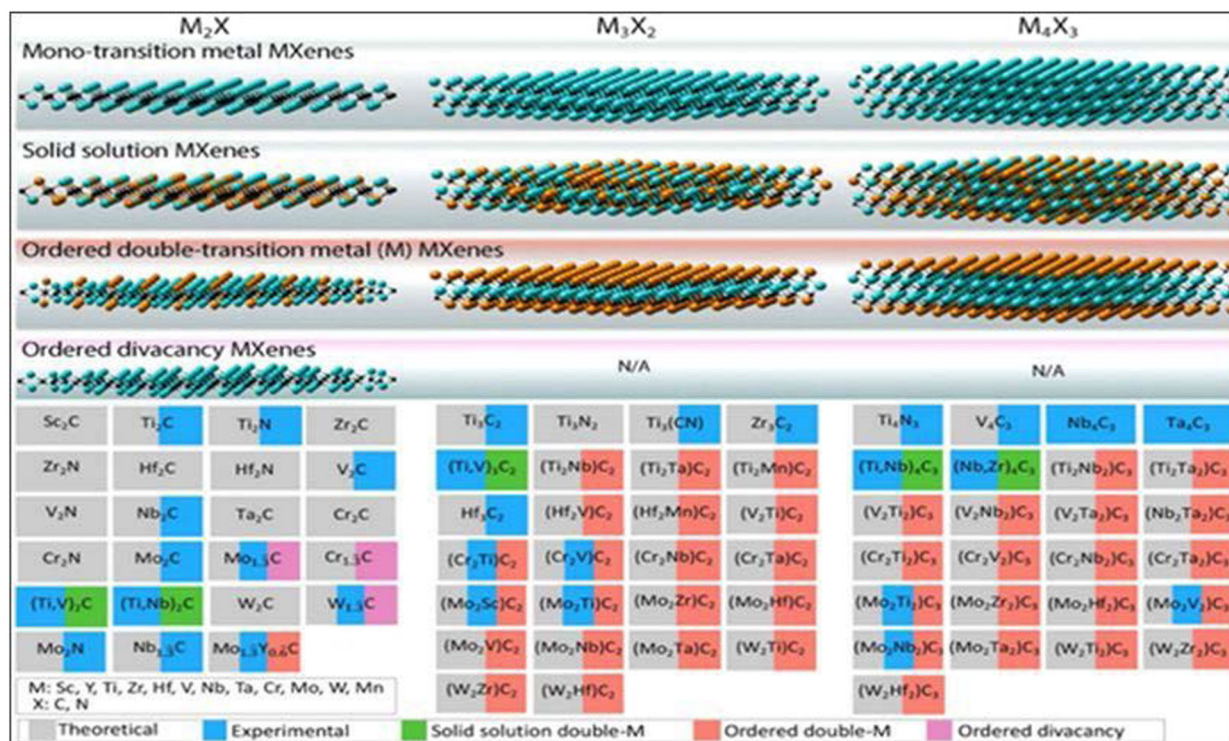 M₂X M₃X₂ M₄X₃
Mono-transition metal MXenes
Solid solution MXenes
Ordered double-transition metal (M) MXenes
Ordered divacancy MXenes
N/A N/A
Sc₂C Ti₂C Ti₂N Zr₂C Ti₃C₂ Ti₃N₂ Ti₃(CN) Zr₃C₂ Ti₄N₃ V₄C₃ Nb₄C₃ Ta₄C₃
Zr₂N Hf₂C Hf₂N V₂C (Ti,V)₃C₂ (Ti₂Nb)C₂ (Ti₂Ta)C₂ (Ti₂Mn)C₂ (Ti,Nb)₄C₃ (Nb,Zr)₄C₃ (Ti₂Nb₂)C₃ (Ti₂Ta₂)C₃
V₂N Nb₂C Ta₂C Cr₂C Hf₃C₂ (Hf₂V)C₂ (Hf₂Mn)C₂ (V₂Ti)C₂ (V₂Ti₂)C₃ (V₂Nb₂)C₃ (V₂Ta₂)C₃ (Nb₂Ta₂)C₃
Cr₂N Mo₂C Mo₁.₃C Cr₁.₃C (Cr₂Ti)C₂ (Cr₂V)C₂ (Cr₂Nb)C₂ (Cr₂Ta)C₂ (Cr₂Ti₂)C₃ (Cr₂V₂)C₃ (Cr₂Nb₂)C₃ (Cr₂Ta₂)C₃
(Ti,V)₂C (Ti,Nb)₂C W₂C W₁.₃C (Mo₂Sc)C₂ (Mo₂Ti)C₂ (Mo₂Zr)C₂ (Mo₂Hf)C₂ (Mo₂Ti₂)C₃ (Mo₂Zr₂)C₃ (Mo₂Hf₂)C₃ (Mo₂V₂)C₃
Mo₂N Nb₁.₃C Mo₁.₃Y₀.₆C (Mo₂V)C₂ (Mo₂Nb)C₂ (Mo₂Ta)C₂ (W₂Ti)C₂ (Mo₂Nb₂)C₃ (Mo₂Ta₂)C₃ (W₂Ti₂)C₃ (W₂Zr₂)C₃
(W₂Zr)C₂ (W₂Hf)C₂ (W₂Hf₂)C₃
M: Sc, Y, Ti, Zr, Hf, V, Nb, Ta, Cr, Mo, W, Mn
X: C, N
Theoretical Experimental Solid solution double-M Ordered double-M Ordered divacancy